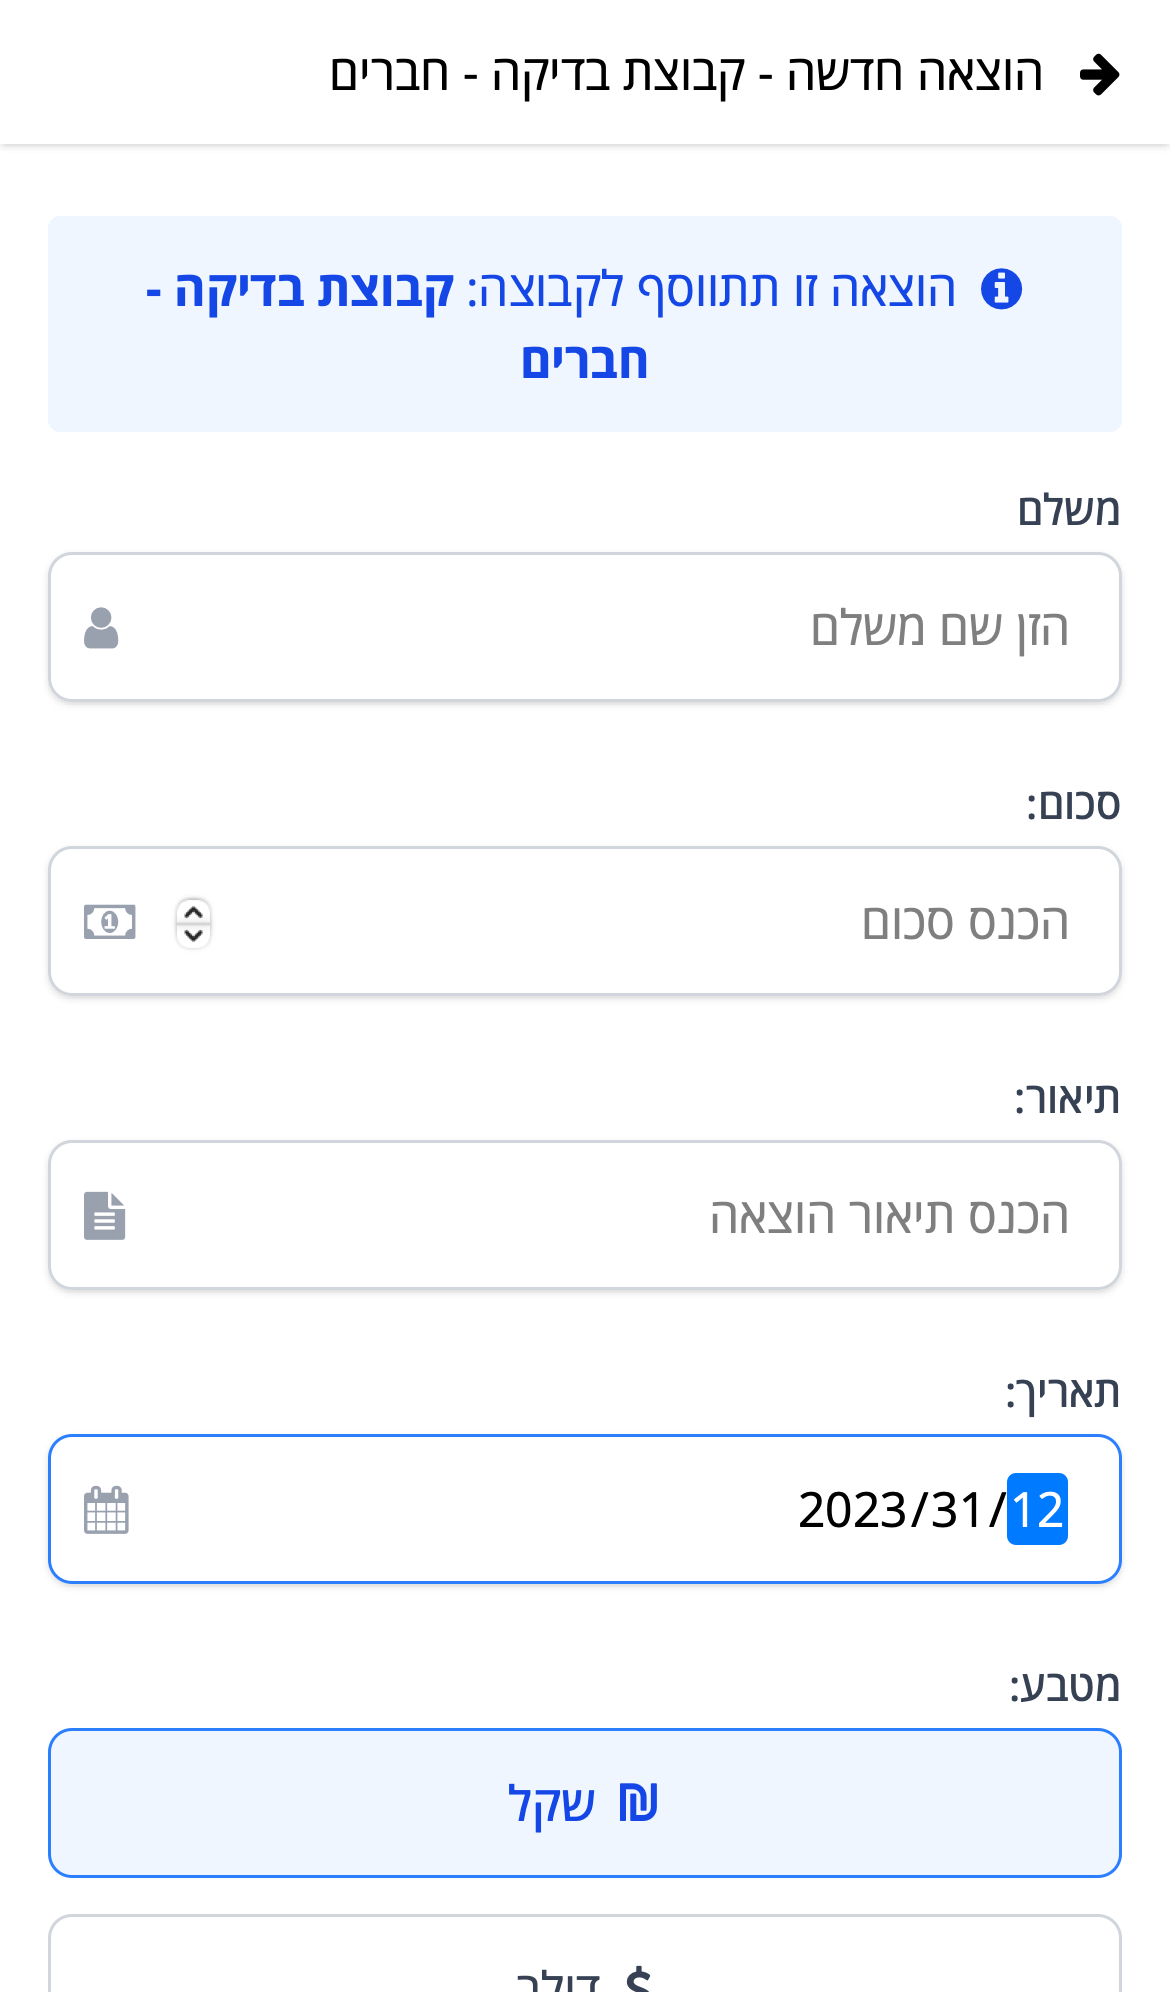 הוצאה חדשה - קבוצת בדיקה - חברים
הוצאה זו תתווסף לקבוצה: קבוצת בדיקה -
חברים
משלם
הזן שם משלם
סכום:
הכנס סכום
תיאור:
הכנס תיאור הוצאה
תאריך:
2023/31/12
מטבע:
₪ שקל
$ דולר